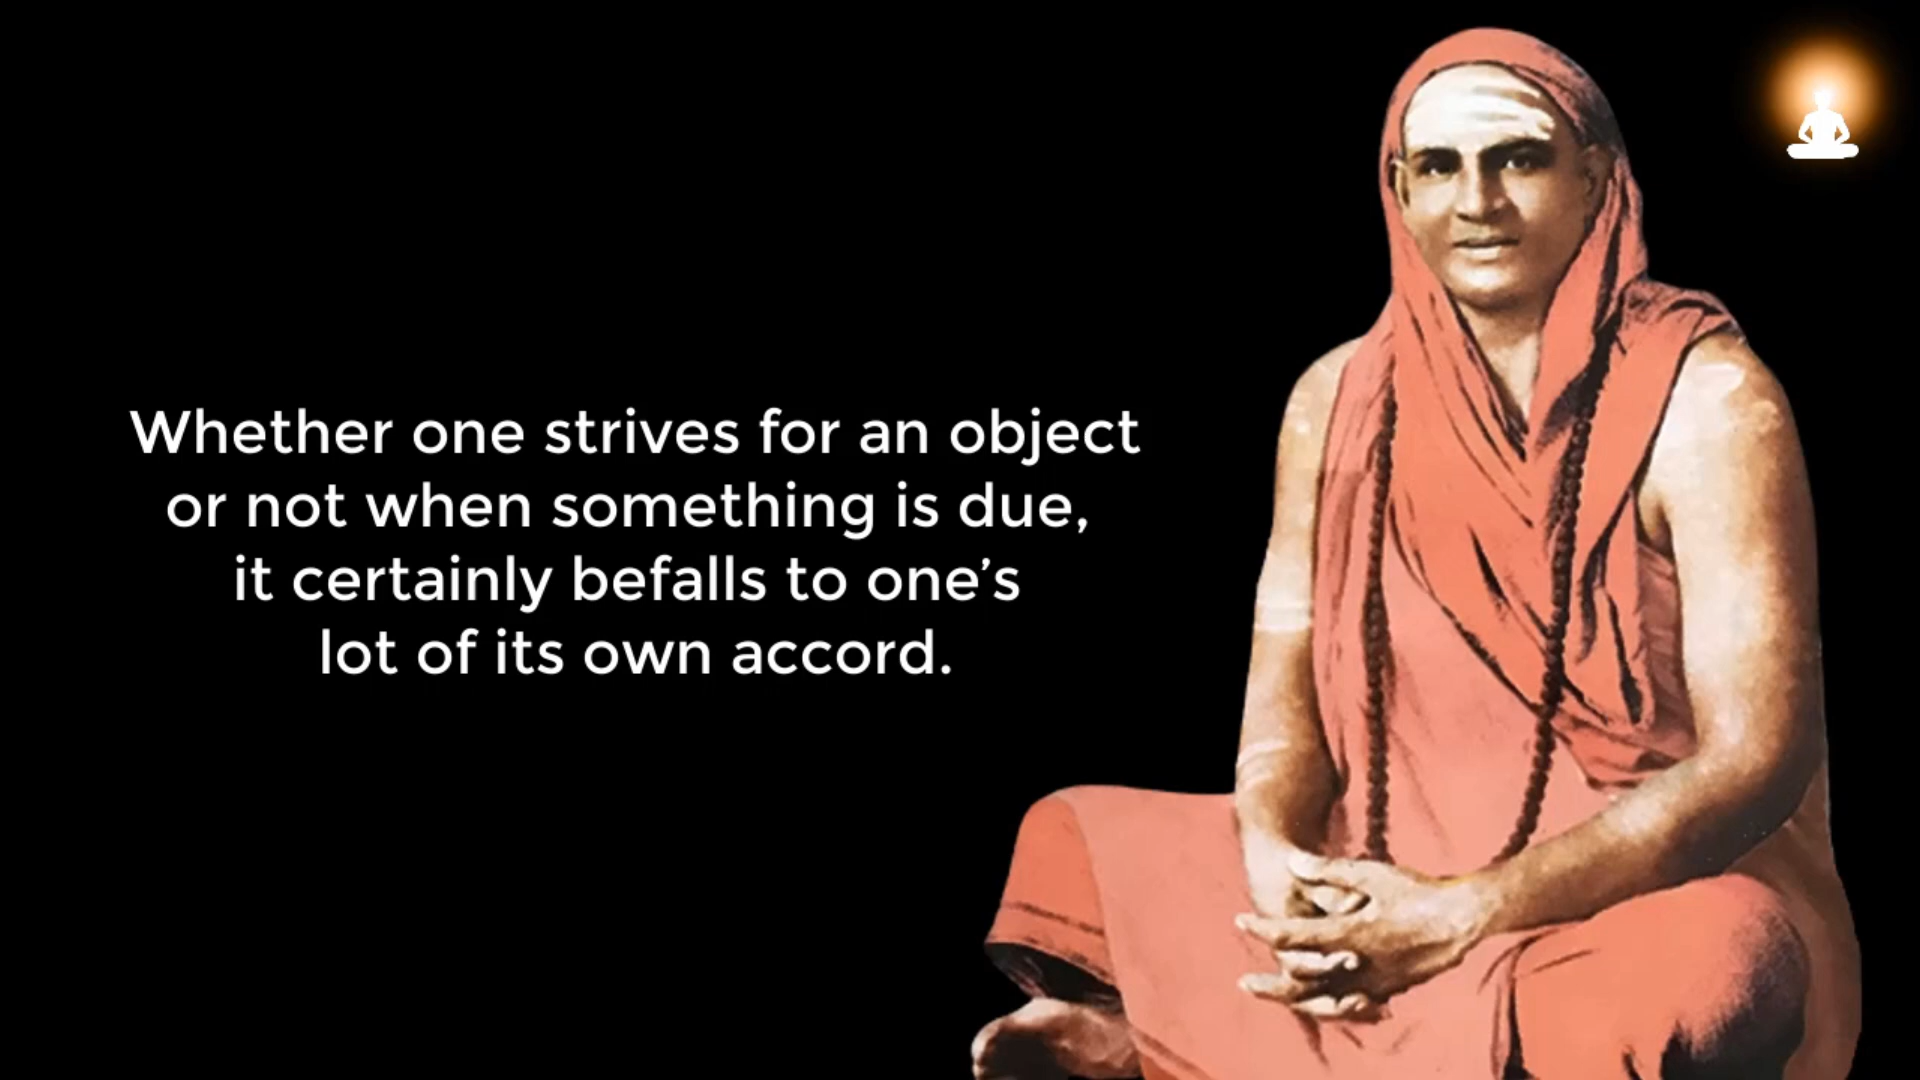 Whether one strives for an object
or not when something is due,
it certainly befalls to one’s
lot of its own accord.